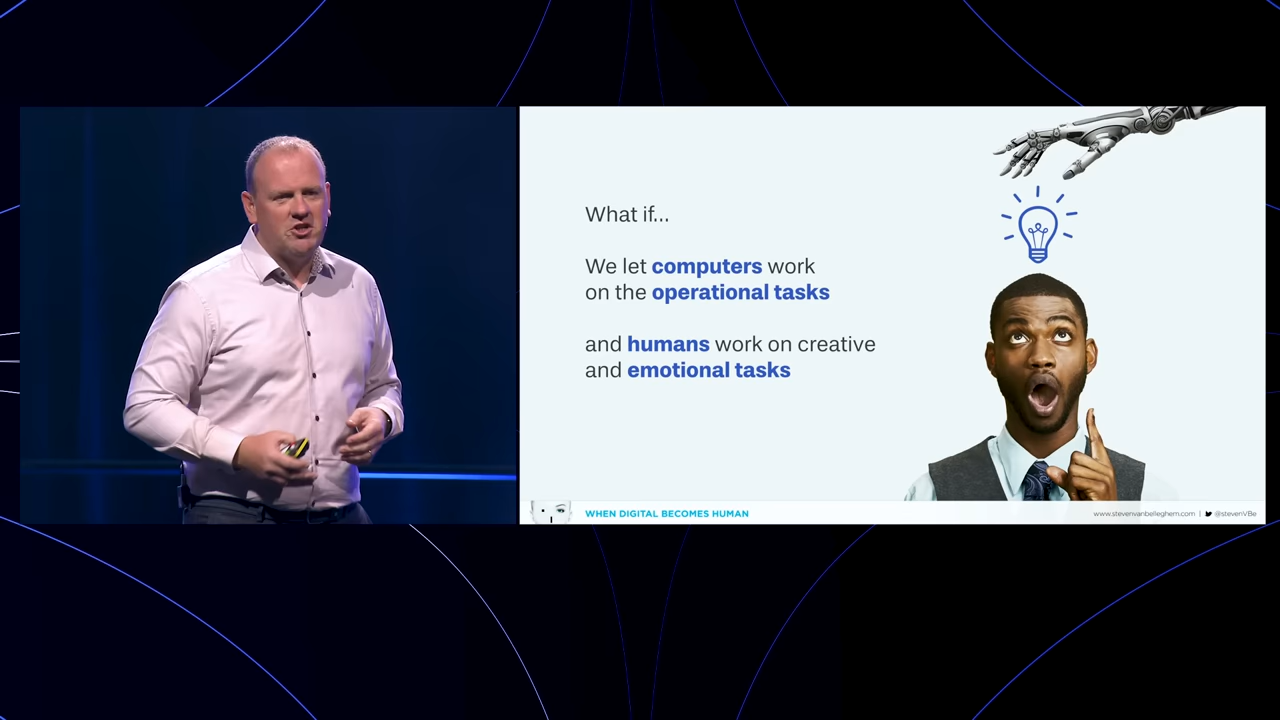 What if...
We let computers work
on the operational tasks
and humans work on creative
and emotional tasks
WHEN DIGITAL BECOMES HUMAN
www.stevenvanbelleghem.com | @stevenVBe